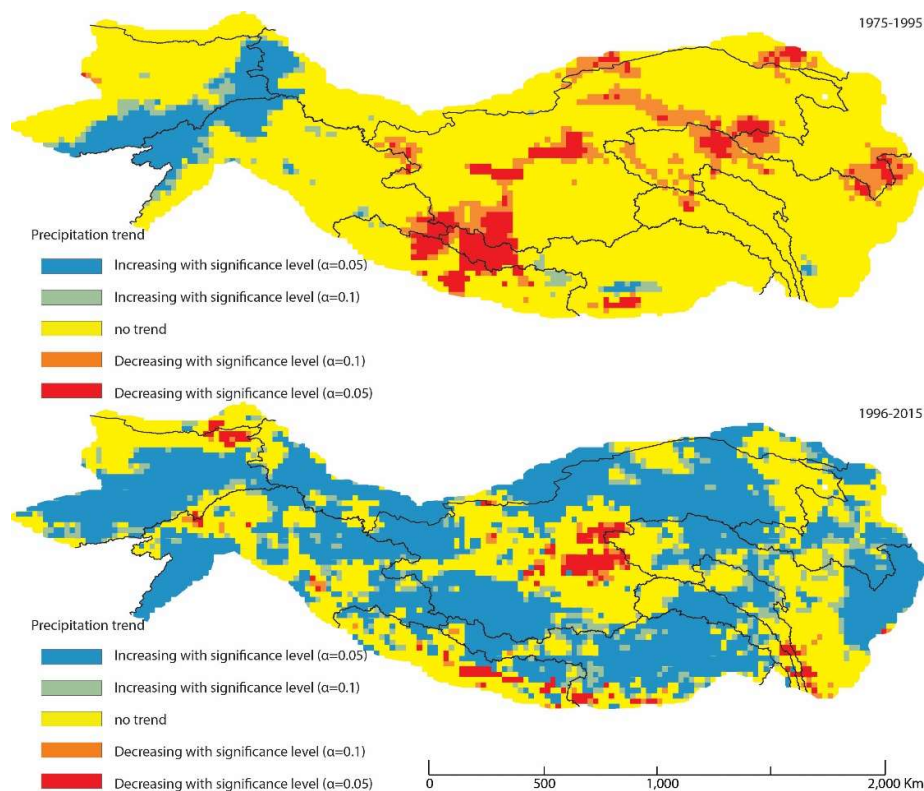 1975-1995
Precipitation trend
Increasing with significance level (α=0.05)
Increasing with significance level (α=0.1)
no trend
Decreasing with significance level (α=0.1)
Decreasing with significance level (α=0.05)
1996-2015
Precipitation trend
Increasing with significance level (α=0.05)
Increasing with significance level (α=0.1)
no trend
Decreasing with significance level (α=0.1)
Decreasing with significance level (α=0.05)
0 500 1,000 2,000 Km